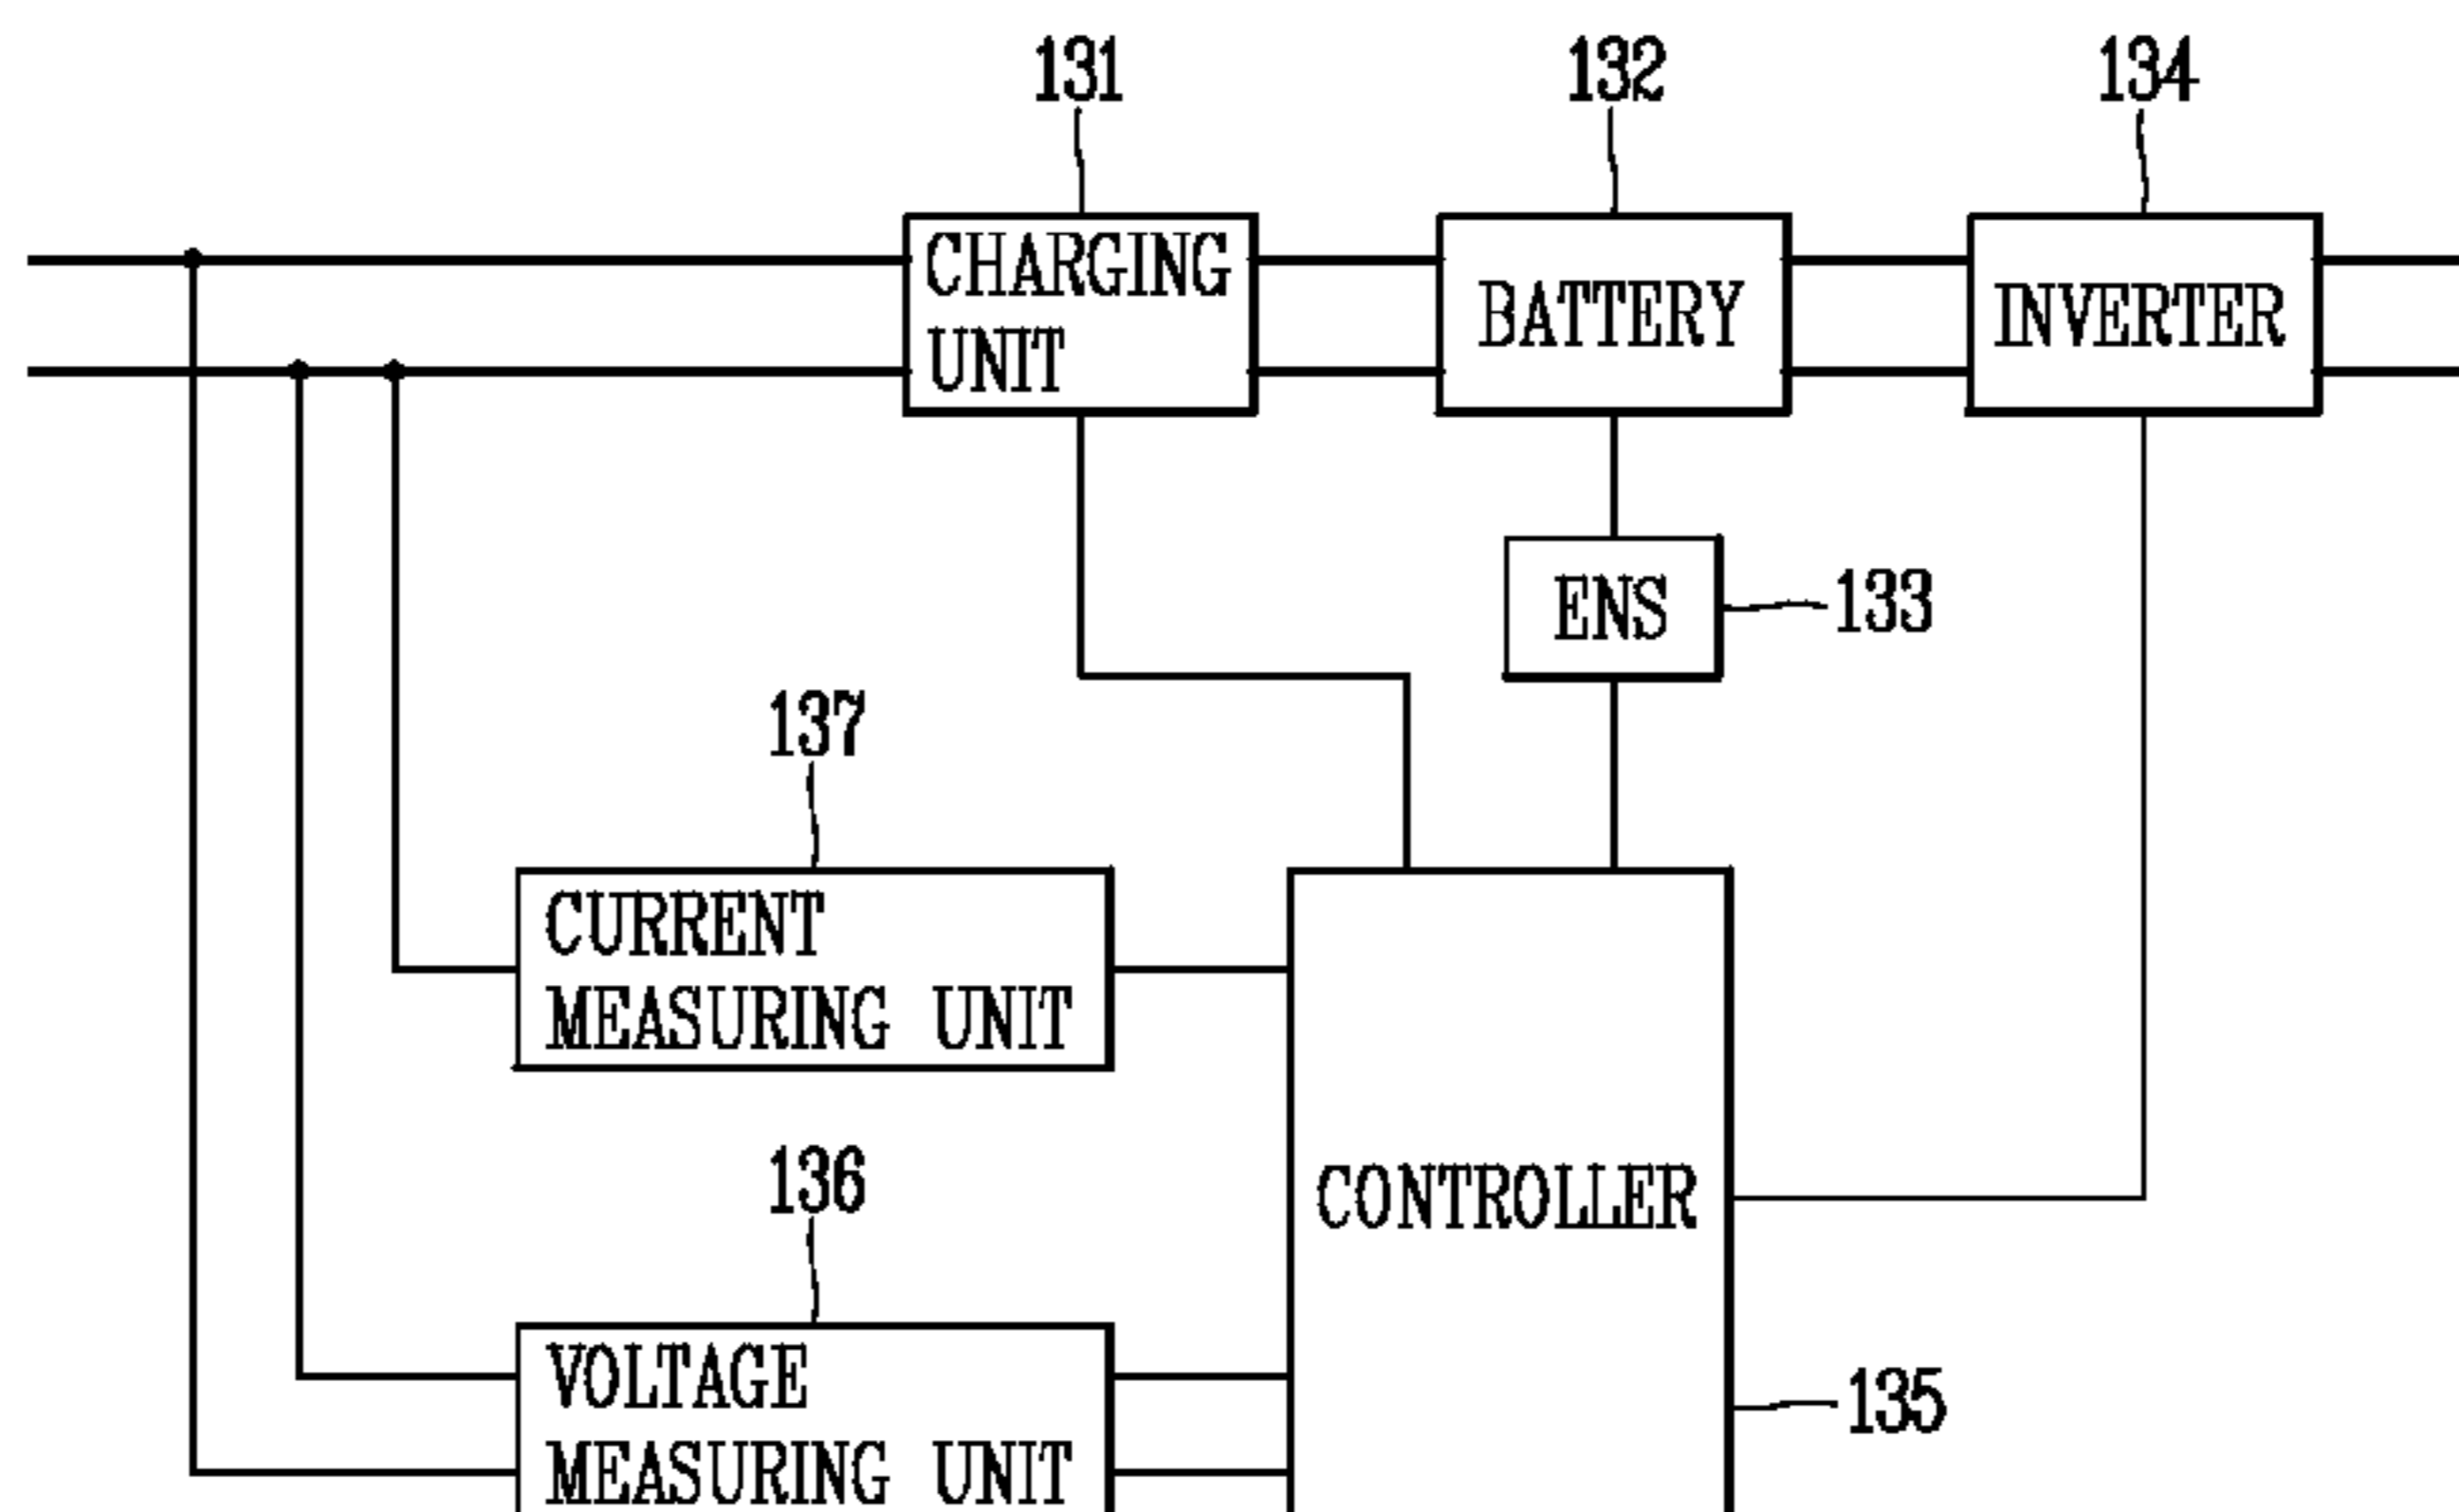 131
132
134
CHARGING
UNIT
BATTERY
INVERTER
ENS
133
137
CURRENT
MEASURING UNIT
136
CONTROLLER
VOLTAGE
MEASURING UNIT
135